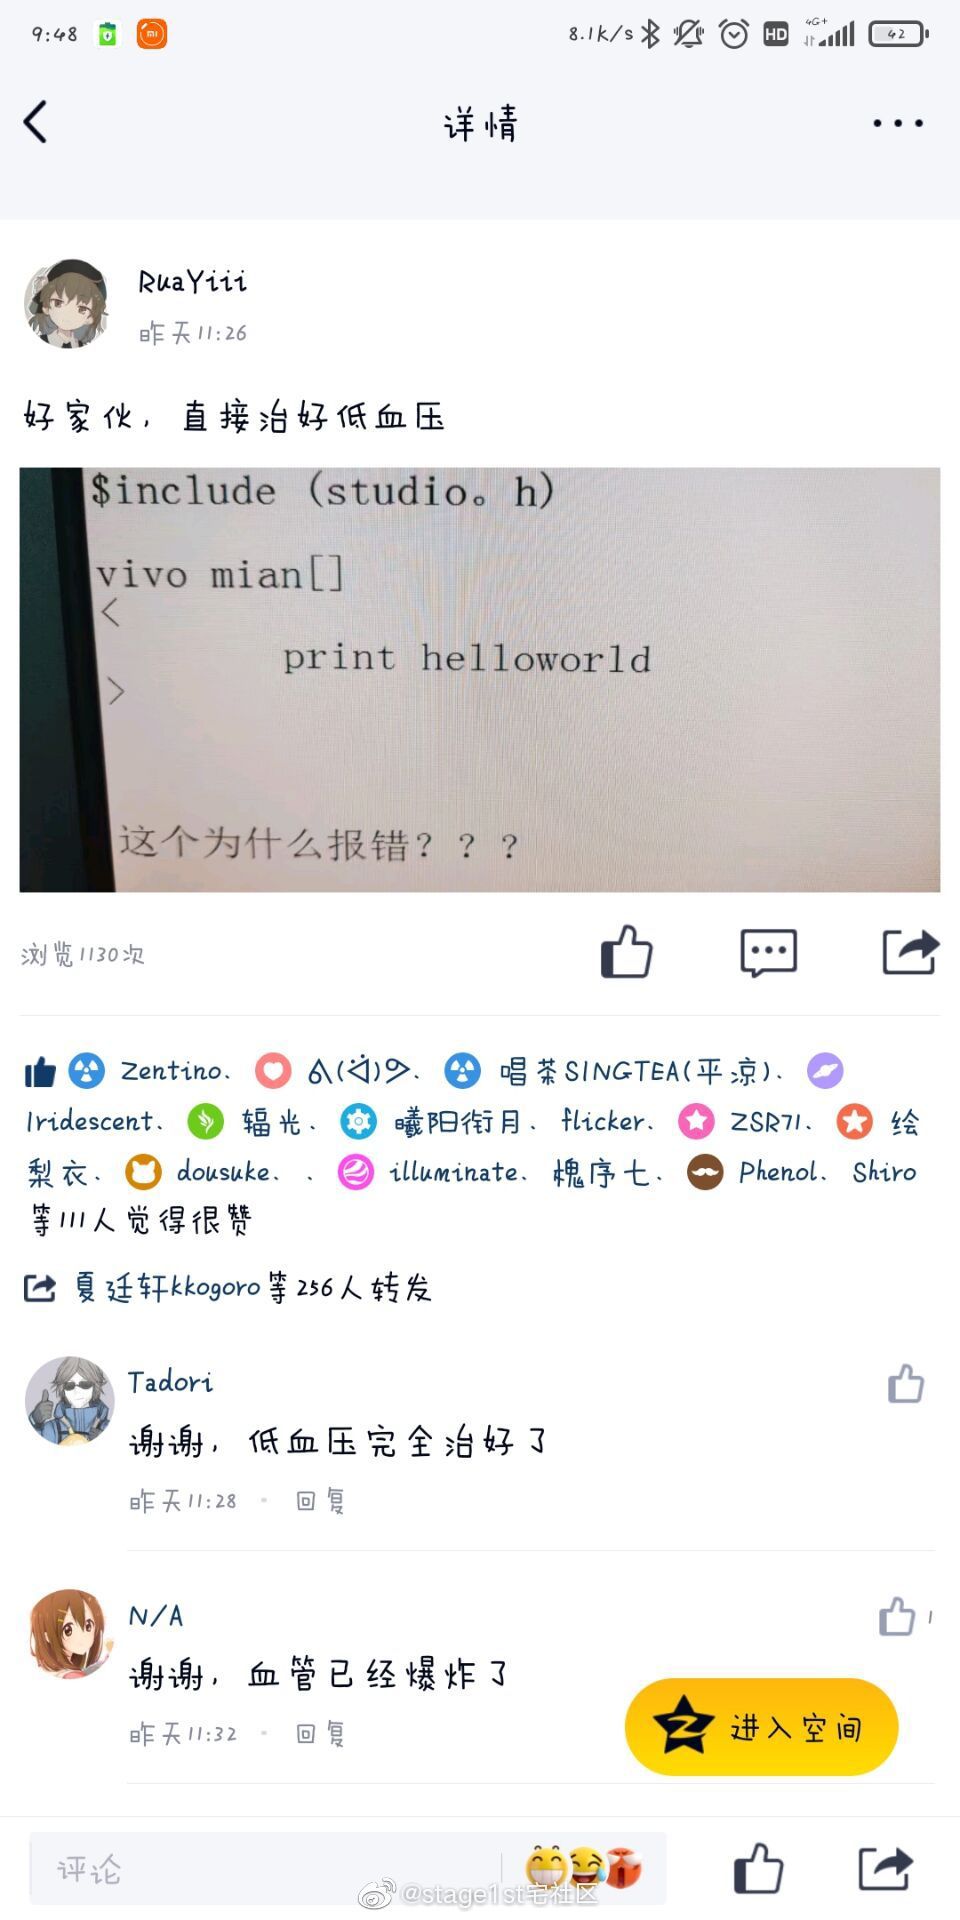 9:48 8.1K/s HD 4G+ 42
详情
RuaYiii
昨天11:26
好家伙，直接治好低血压
$include (studio。h)
vivo mian[]
<
print helloworld
>
这个为什么报错？？？
浏览1130次
Zentino、 ᕕ(ᐛ)ᕗ、 唱茶SINGTEA(平凉)、
Iridescent、 辐光、 曦阳衔月、 flicker、 ZSR71、 绘
梨衣、 dousuke、 、 illuminate、 槐序七、 Phenol、 Shiro
等111人觉得很赞
夏廷轩kkogoro等256人转发
Tadori
谢谢，低血压完全治好了
昨天11:28 · 回复
N/A
1
谢谢，血管已经爆炸了
昨天11:32 · 回复
进入空间
评论
@stage1st宅社区